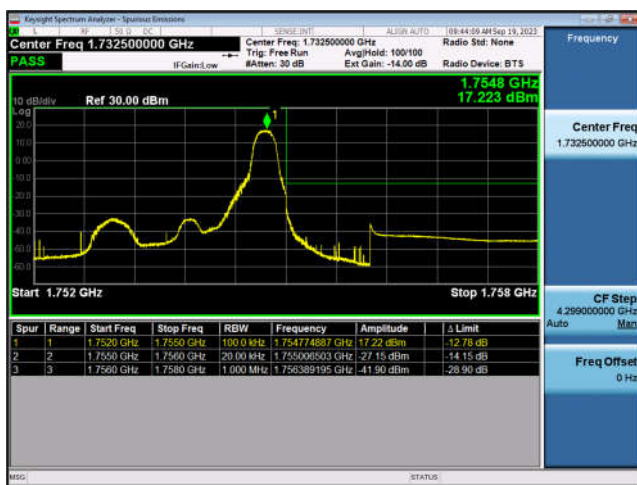 Keysight Spectrum Analyzer - Spurious Emissions
RF 50 Ω DC SENSE:INT ALIGN AUTO 09:44:09 AM Sep 19, 2023
Center Freq 1.732500000 GHz
Center Freq: 1.732500000 GHz
Radio Std: None
Trig: Free Run Avg|Hold: 100/100
PASS
IFGain:Low
#Atten: 30 dB Ext Gain: -14.00 dB Radio Device: BTS
Frequency
1.7548 GHz
17.223 dBm
10 dB/div Ref 30.00 dBm
Log
1
20.0
10.0
0.00
-10.0
-20.0
-30.0
-40.0
-50.0
-60.0
Start 1.752 GHz Stop 1.758 GHz
Center Freq
1.732500000 GHz
CF Step
4.299000000 GHz
Auto Man
Freq Offset
0 Hz
Spur Range Start Freq Stop Freq RBW Frequency Amplitude Δ Limit
1 1 1.7520 GHz 1.7550 GHz 100.0 kHz 1.754774887 GHz 17.22 dBm -12.78 dB
2 2 1.7550 GHz 1.7560 GHz 20.00 kHz 1.755006503 GHz -27.15 dBm -14.15 dB
3 3 1.7560 GHz 1.7580 GHz 1.000 MHz 1.756389195 GHz -41.90 dBm -28.90 dB
MSG STATUS